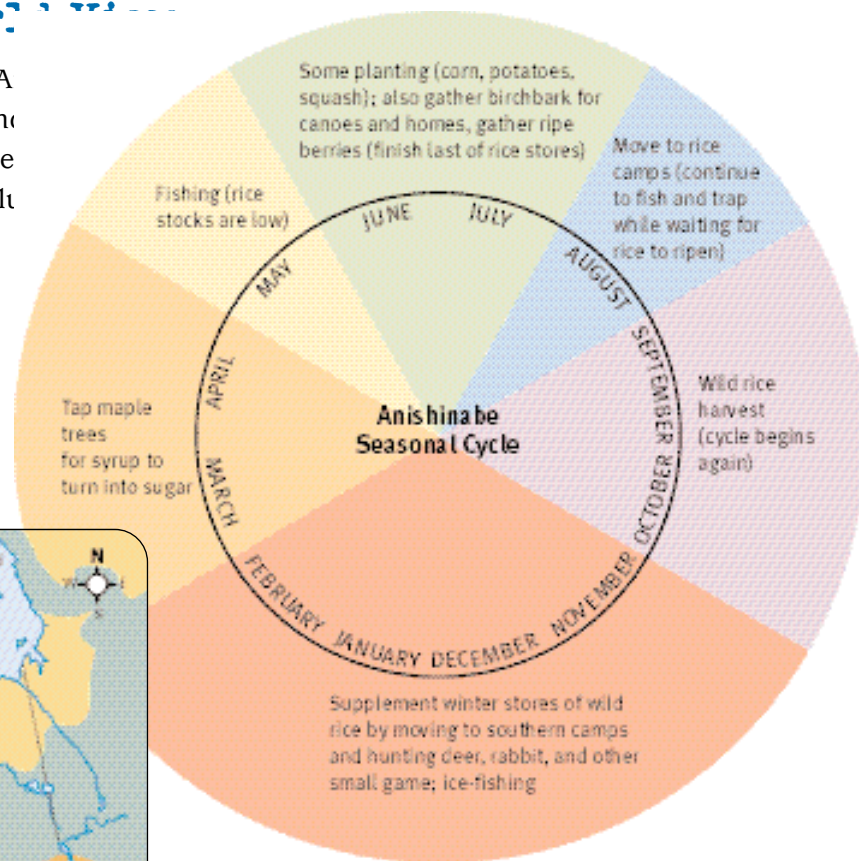 Some planting (corn, potatoes,
squash); also gather birchbark for
canoes and homes, gather ripe
berries (finish last of rice stores)
Move to rice
camps (continue
to fish and trap
while waiting for
rice to ripen)
Fishing (rice
stocks are low)
JUNE
JULY
MAY
AUGUST
APRIL
SEPTEMBER
Wild rice
harvest
(cycle begins
again)
Tap maple
trees
for syrup to
turn into sugar
Anishinabe
Seasonal Cycle
MARCH
OCTOBER
FEBRUARY
NOVEMBER
JANUARY
DECEMBER
N
W
E
S
Supplement winter stores of wild
rice by moving to southern camps
and hunting deer, rabbit, and other
small game; ice-fishing